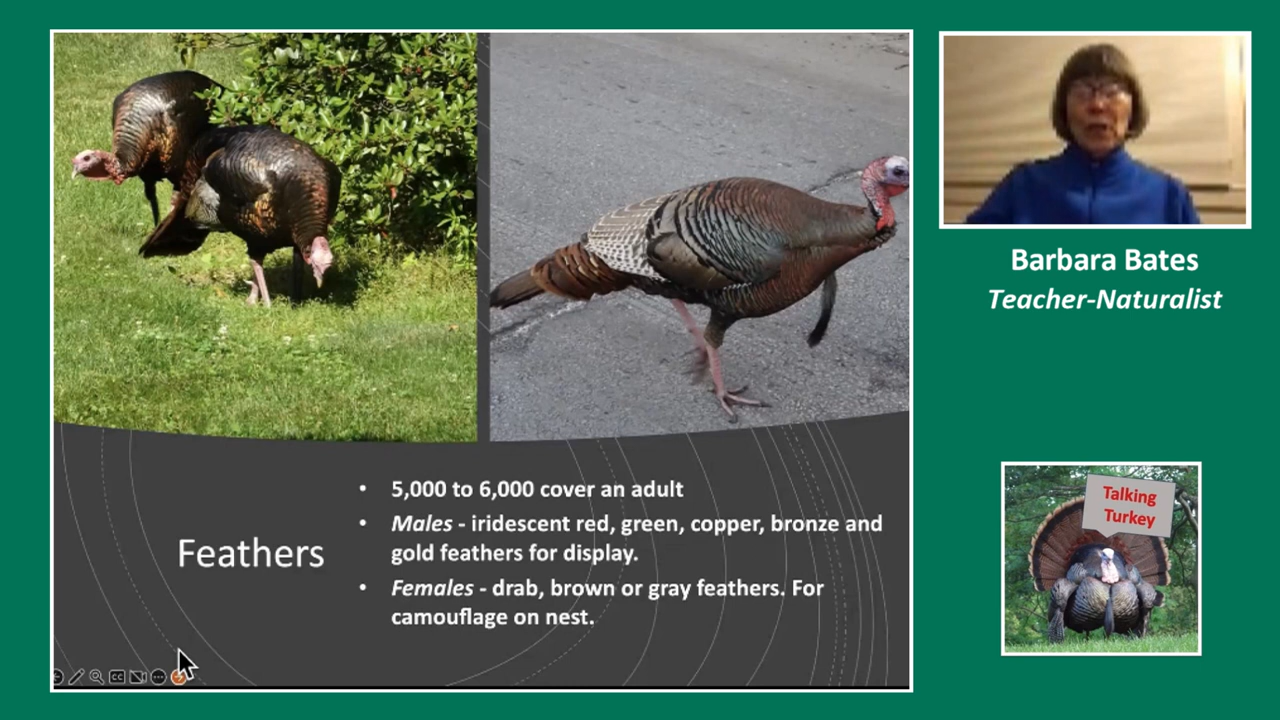 Barbara Bates
Teacher-Naturalist
Talking
Turkey
Feathers
• 5,000 to 6,000 cover an adult
• Males - iridescent red, green, copper, bronze and
gold feathers for display.
• Females - drab, brown or gray feathers. For
camouflage on nest.
CC